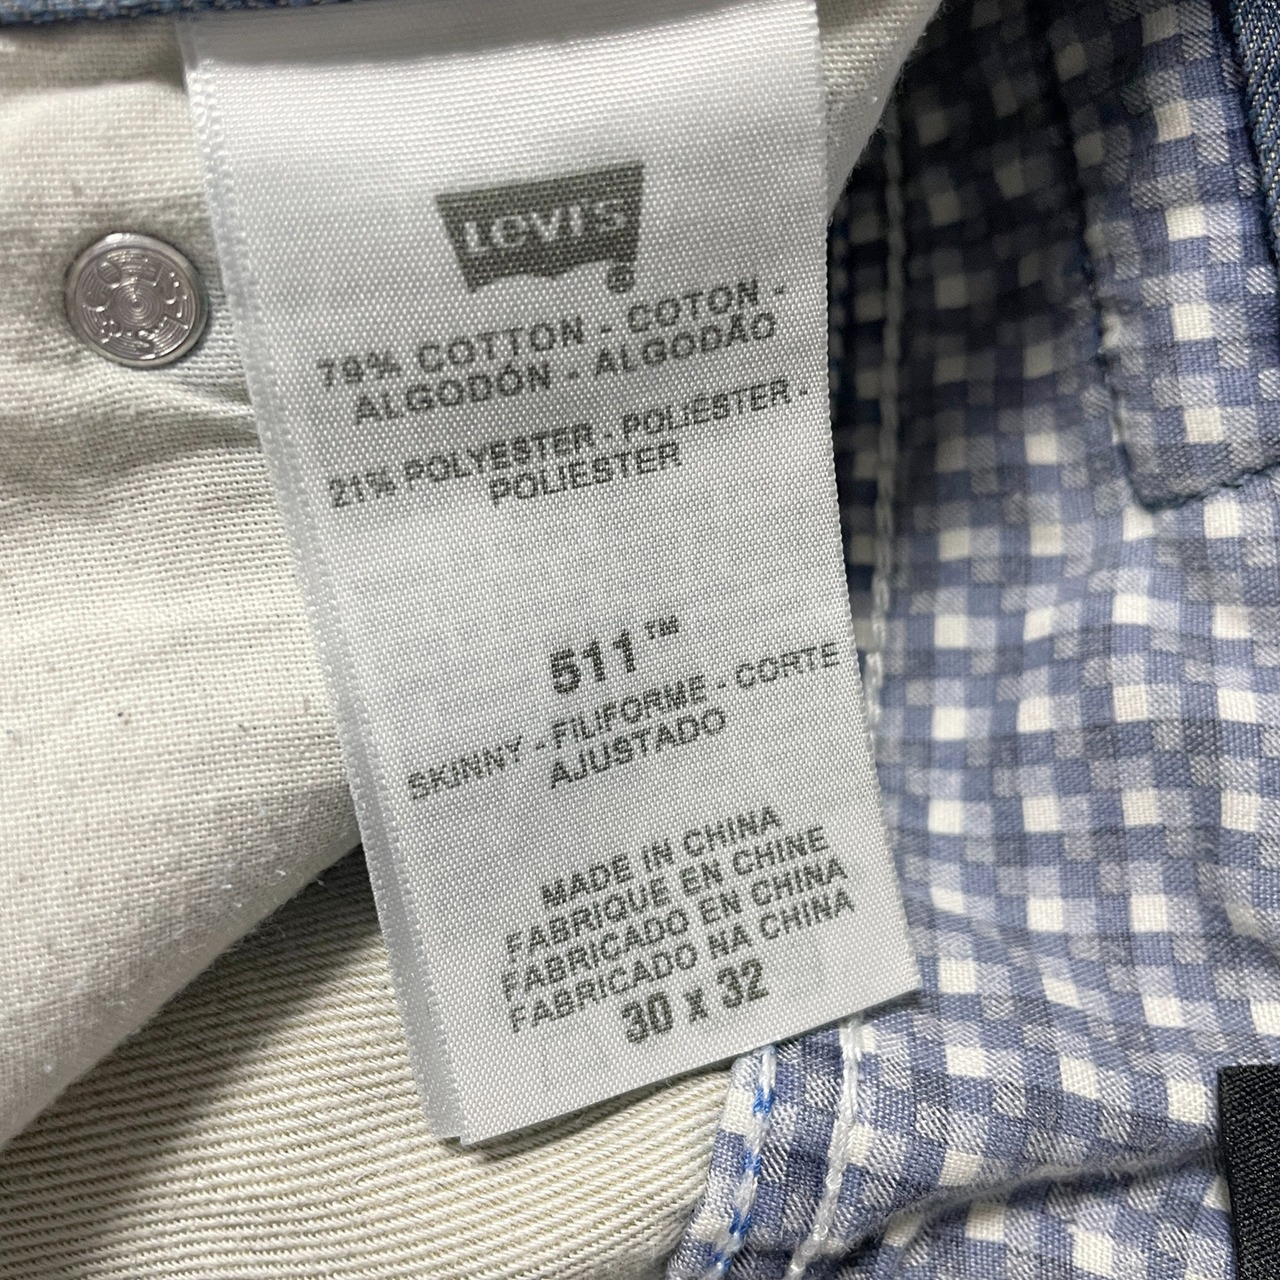 LEVI'S
®
79% COTTON - COTON -
ALGODÓN - ALGODÃO
21% POLYESTER - POLIÉSTER -
POLIESTER
511™
SKINNY - FILIFORME - CORTE
AJUSTADO
MADE IN CHINA
FABRIQUE EN CHINE
FABRICADO EN CHINA
FABRICADO NA CHINA
30 x 32